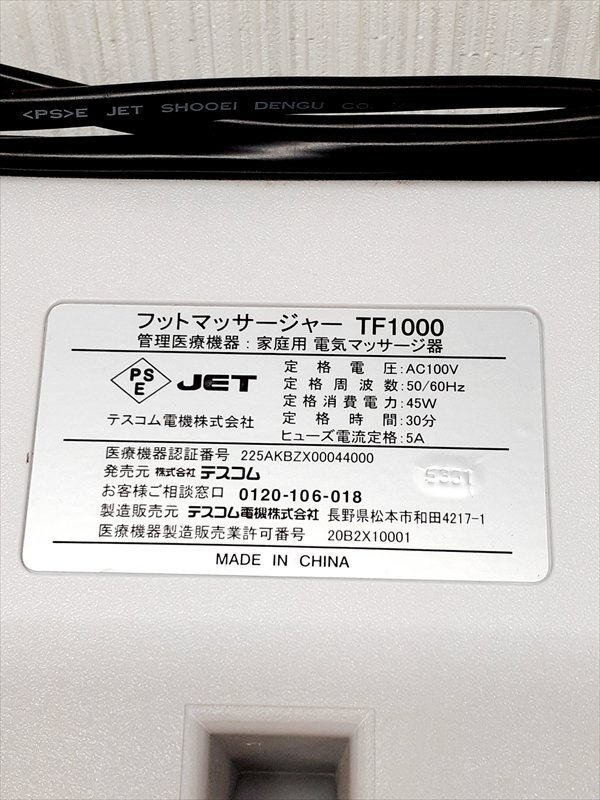 <PS>E JET SHOOEI DENGU CO.
フットマッサージャー TF1000
管理医療機器：家庭用 電気マッサージ器
PS
E
JET
テスコム電機株式会社
定格電圧：AC100V
定格周波数：50/60Hz
定格消費電力：45W
定格時間：30分
ヒューズ電流定格：5A
医療機器認証番号 225AKBZX00044000
発売元 株式会社 テスコム
お客様ご相談窓口 0120-106-018
製造販売元 テスコム電機株式会社 長野県松本市和田4217-1
医療機器製造販売業許可番号 20B2X10001
MADE IN CHINA